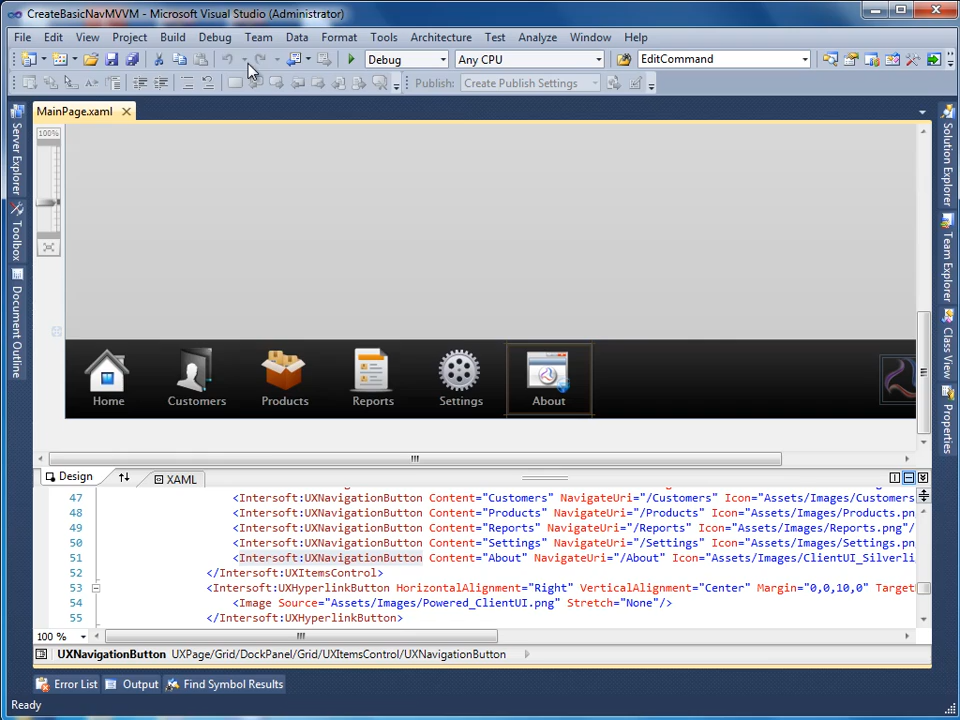 CreateBasicNavMVVM - Microsoft Visual Studio (Administrator)
File Edit View Project Build Debug Team Data Format Tools Architecture Test Analyze Window Help
Debug Any CPU EditCommand
Publish: Create Publish Settings
MainPage.xaml
Server Explorer
Toolbox
Document Outline
100%
Home Customers Products Reports Settings About
Solution Explorer
Team Explorer
Class View
Properties
Design XAML
47 <Intersoft:UXNavigationButton Content="Customers" NavigateUri="/Customers" Icon="Assets/Images/Customers
48 <Intersoft:UXNavigationButton Content="Products" NavigateUri="/Products" Icon="Assets/Images/Products.pn
49 <Intersoft:UXNavigationButton Content="Reports" NavigateUri="/Reports" Icon="Assets/Images/Reports.png"/
50 <Intersoft:UXNavigationButton Content="Settings" NavigateUri="/Settings" Icon="Assets/Images/Settings.pn
51 <Intersoft:UXNavigationButton Content="About" NavigateUri="/About" Icon="Assets/Images/ClientUI_Silverli
52 </Intersoft:UXItemsControl>
53 <Intersoft:UXHyperlinkButton HorizontalAlignment="Right" VerticalAlignment="Center" Margin="0,0,10,0" Target
54 <Image Source="Assets/Images/Powered_ClientUI.png" Stretch="None"/>
55 </Intersoft:UXHyperlinkButton>
100 %
UXNavigationButton UXPage/Grid/DockPanel/Grid/UXItemsControl/UXNavigationButton
Error List Output Find Symbol Results
Ready